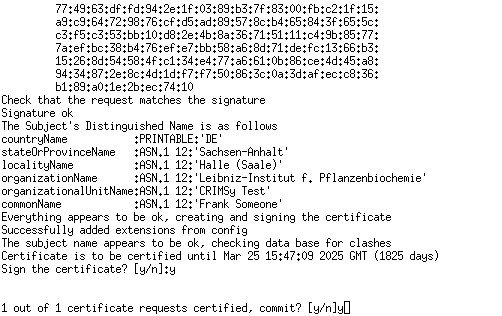 77:49:63:df:fd:94:2e:1f:03:89:b3:7f:83:00:fb:c2:1f:15:
a9:c9:64:72:98:76:cf:d5:ad:89:57:8c:b4:65:84:3f:65:5c:
c3:f5:c3:53:bb:10:d8:2e:4b:8a:36:71:51:11:c4:9b:85:77:
7a:ef:bc:38:b4:76:ef:e7:bb:58:a6:8d:71:de:fc:13:66:b3:
15:26:8d:54:58:4f:c1:34:e4:77:a6:61:0b:86:ce:4d:45:a8:
94:34:87:2e:8c:4d:1d:f7:f7:50:86:3c:0a:3d:af:ec:c8:36:
b1:89:a0:1e:2b:ec:74:10
Check that the request matches the signature
Signature ok
The Subject's Distinguished Name is as follows
countryName           :PRINTABLE:'DE'
stateOrProvinceName   :ASN.1 12:'Sachsen-Anhalt'
localityName          :ASN.1 12:'Halle (Saale)'
organizationName      :ASN.1 12:'Leibniz-Institut f. Pflanzenbiochemie'
organizationalUnitName:ASN.1 12:'CRIMSy Test'
commonName            :ASN.1 12:'Frank Someone'
Everything appears to be ok, creating and signing the certificate
Successfully added extensions from config
The subject name appears to be ok, checking data base for clashes
Certificate is to be certified until Mar 25 15:47:09 2025 GMT (1825 days)
Sign the certificate? [y/n]:y
1 out of 1 certificate requests certified, commit? [y/n]y